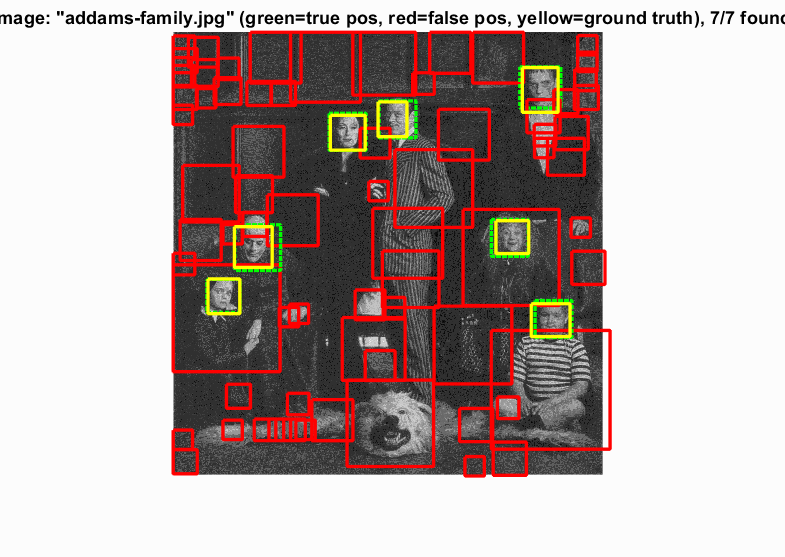 mage: "addams-family.jpg" (green=true pos, red=false pos, yellow=ground truth), 7/7 found